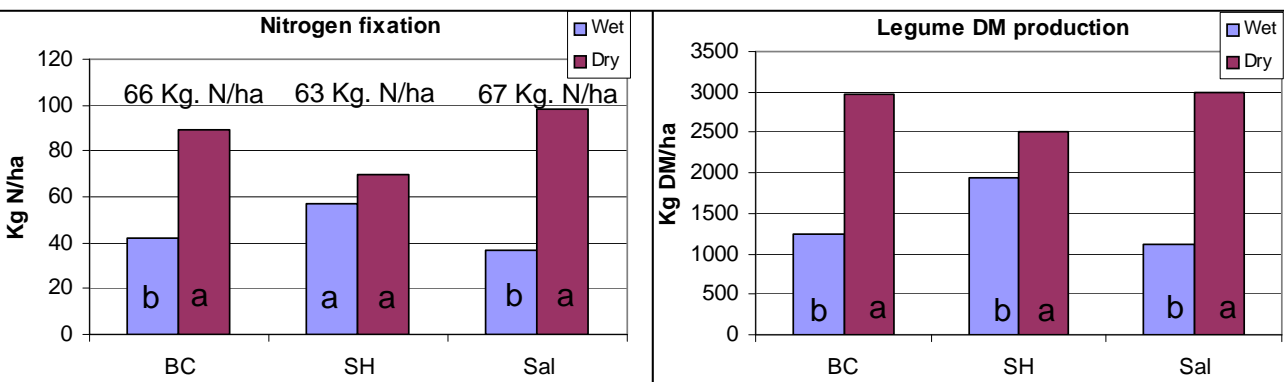 Nitrogen fixation
Wet
Dry
Kg N/ha
120
100
80
60
40
20
0
66 Kg. N/ha 63 Kg. N/ha 67 Kg. N/ha
b a a a b a
BC SH Sal
Legume DM production
Wet
Dry
Kg DM/ha
3500
3000
2500
2000
1500
1000
500
0
b a b a b a
BC SH Sal